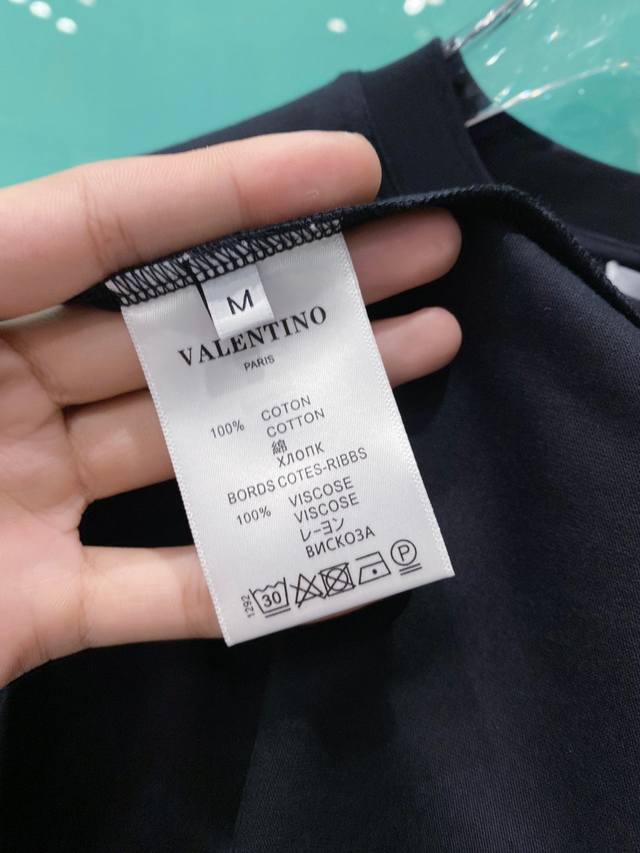 M
VALENTINO
PARIS
100% COTON
COTTON
綿
ХЛОПК
BORDS COTES-RIBBS
100% VISCOSE
VISCOSE
レーヨン
ВИСКОЗА
30
P
1292